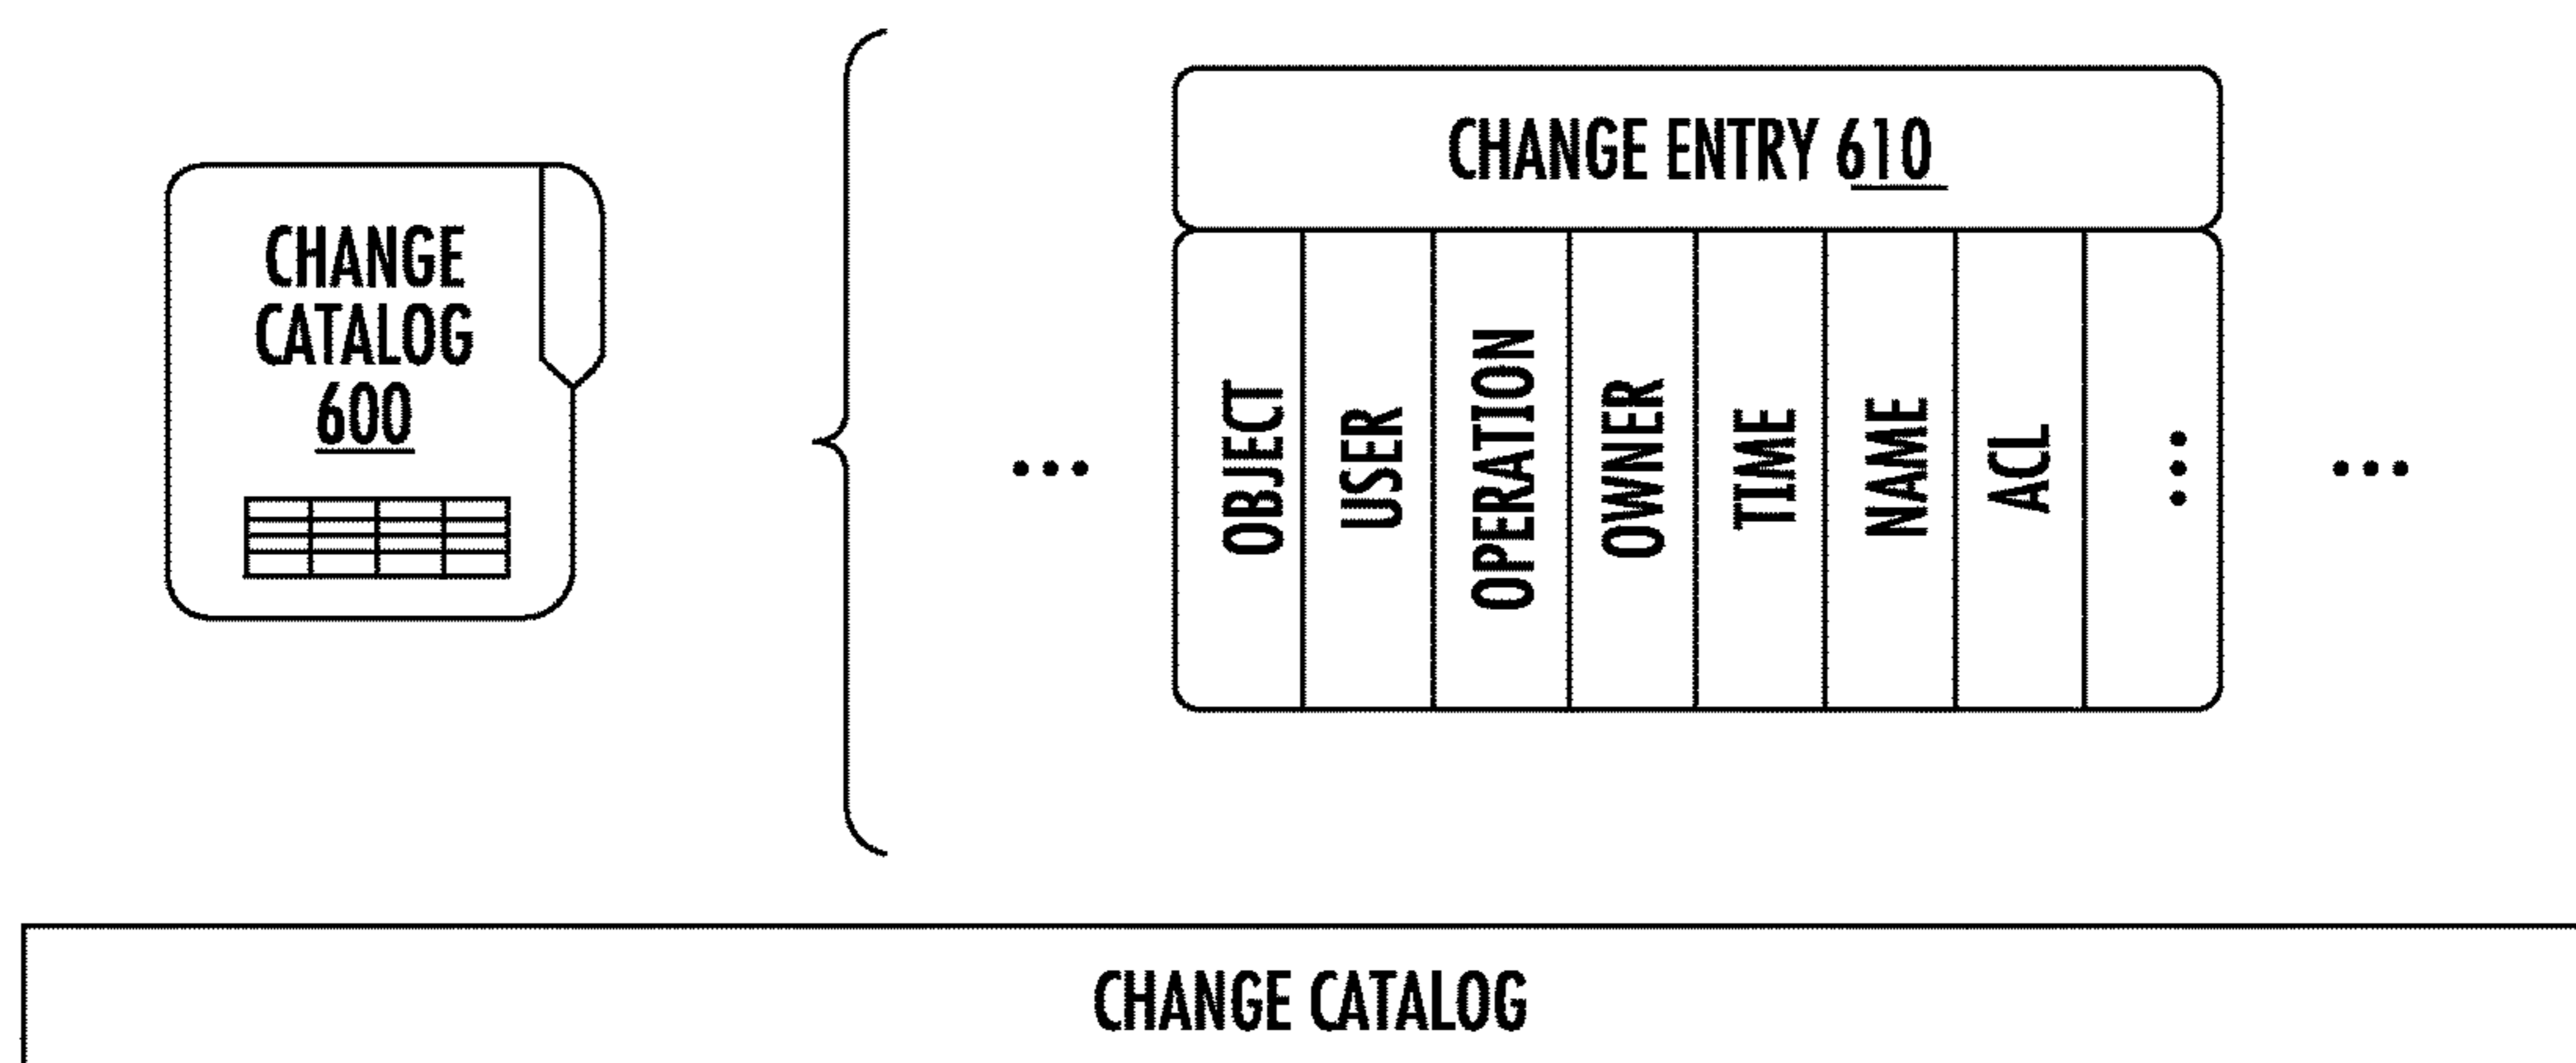 CHANGE
CATALOG
600
CHANGE ENTRY 610
OBJECT
USER
OPERATION
OWNER
TIME
NAME
ACL
CHANGE CATALOG